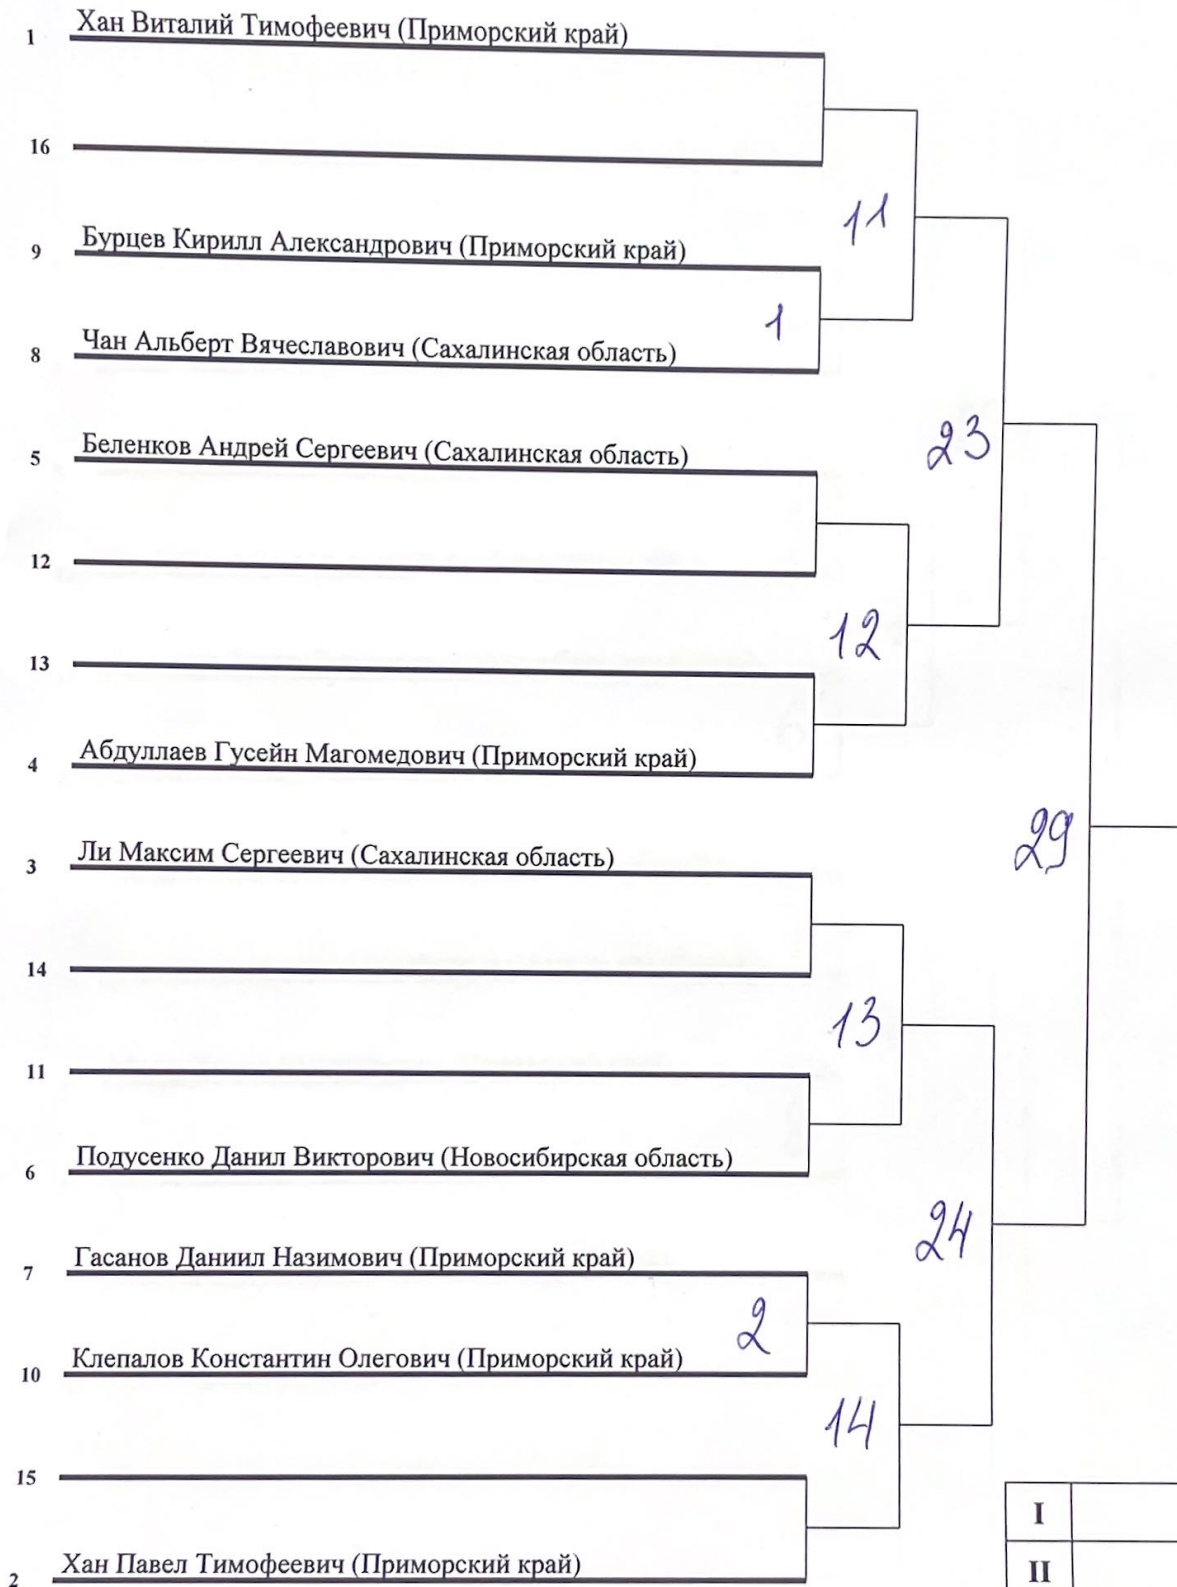 1 Хан Виталий Тимофеевич (Приморский край)
16
11
9 Бурцев Кирилл Александрович (Приморский край)
1
8 Чан Альберт Вячеславович (Сахалинская область)
23
5 Беленков Андрей Сергеевич (Сахалинская область)
12
12
13
4 Абдуллаев Гусейн Магомедович (Приморский край)
29
3 Ли Максим Сергеевич (Сахалинская область)
14
13
11
6 Подусенко Данил Викторович (Новосибирская область)
24
7 Гасанов Даниил Назимович (Приморский край)
2
10 Клепалов Константин Олегович (Приморский край)
14
15
I
2 Хан Павел Тимофеевич (Приморский край)
II